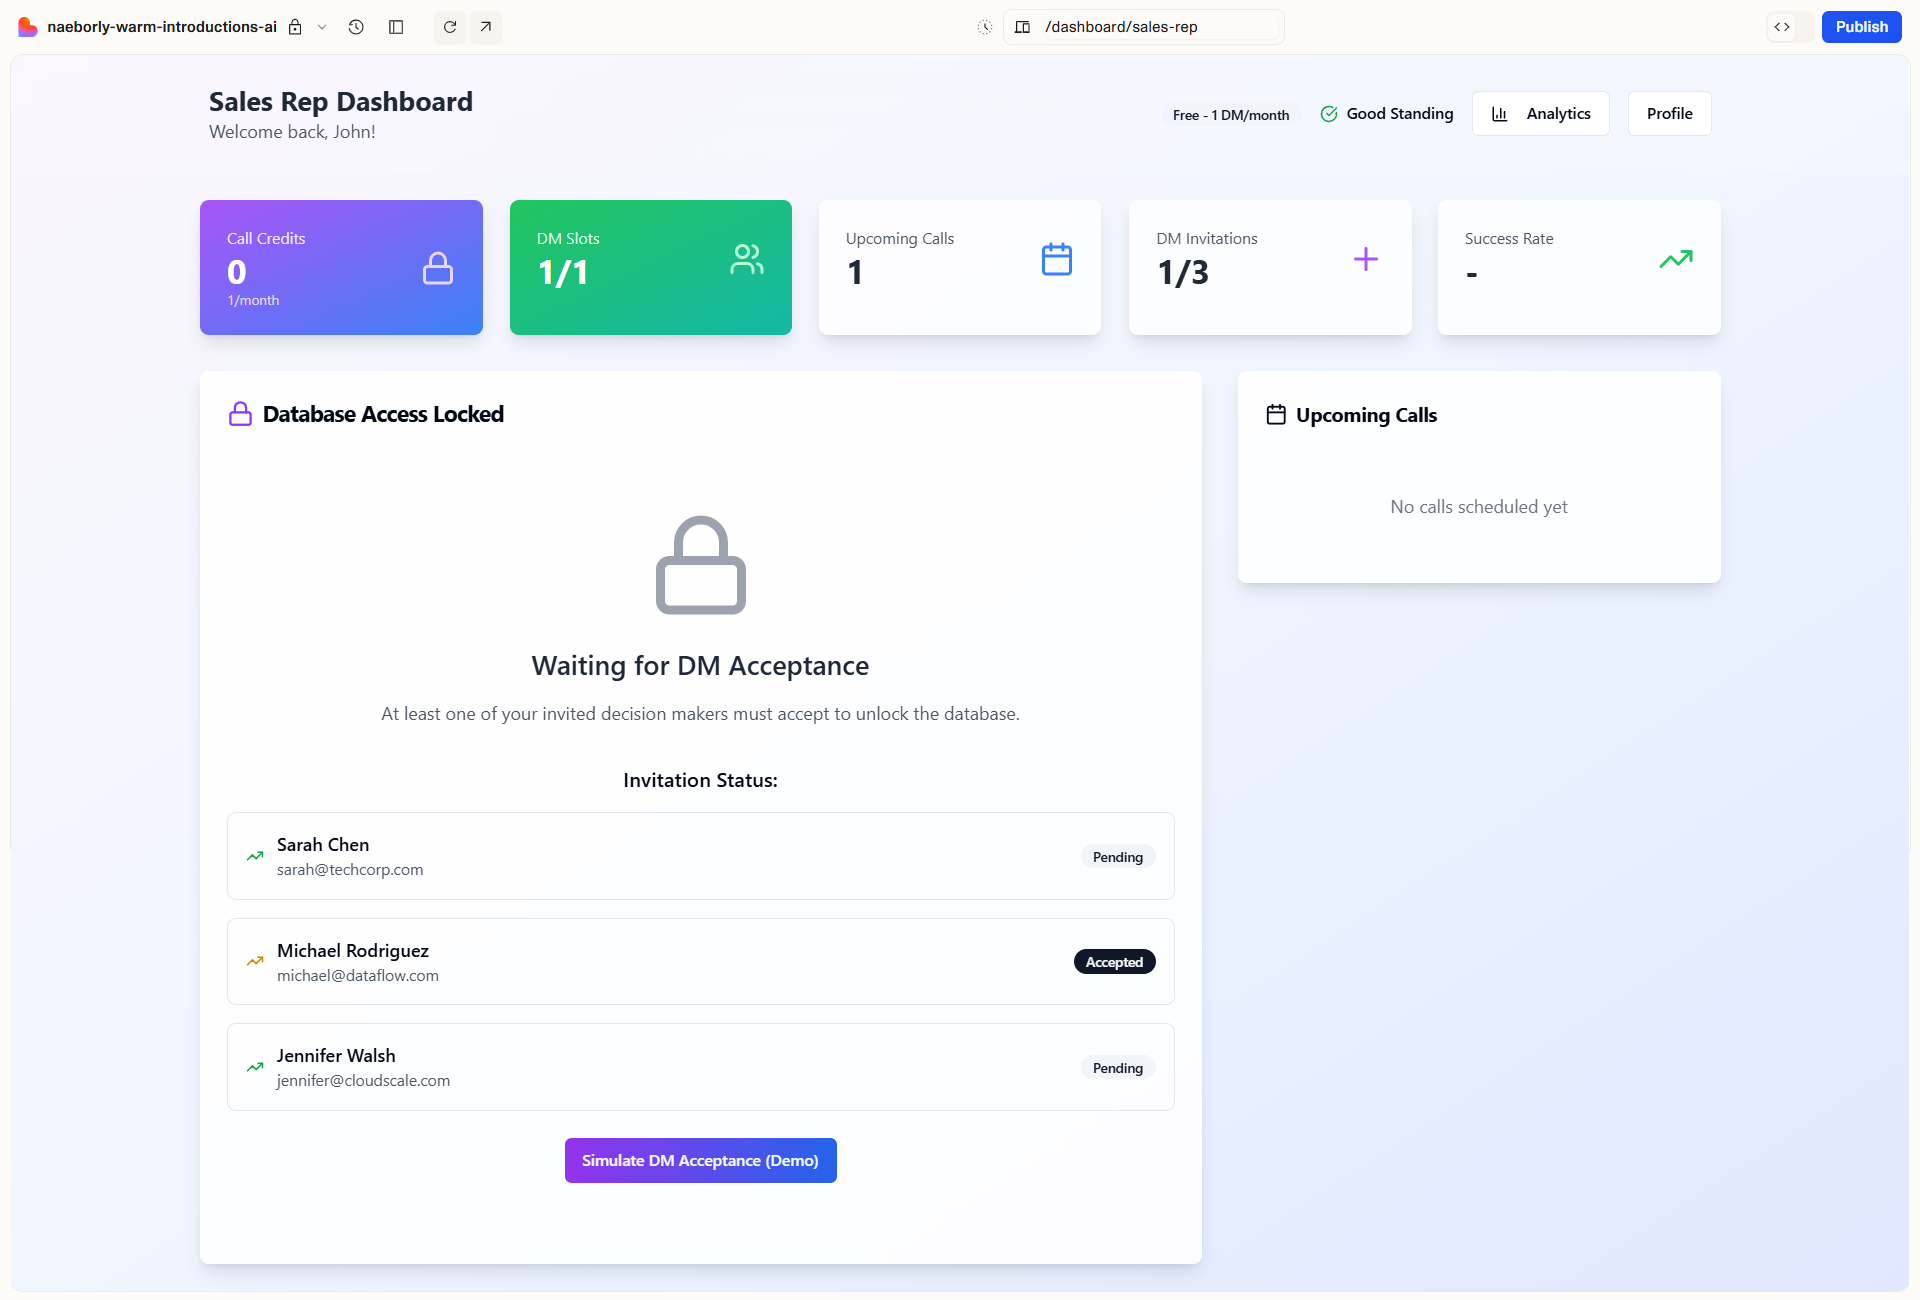 naeborly-warm-introductions-ai
/dashboard/sales-rep
Publish
Sales Rep Dashboard
Welcome back, John!
Free - 1 DM/month
Good Standing
Analytics
Profile
Call Credits
0
1/month
DM Slots
1/1
Upcoming Calls
1
DM Invitations
1/3
Success Rate
-
Database Access Locked
Waiting for DM Acceptance
At least one of your invited decision makers must accept to unlock the database.
Invitation Status:
Sarah Chen
sarah@techcorp.com
Pending
Michael Rodriguez
michael@dataflow.com
Accepted
Jennifer Walsh
jennifer@cloudscale.com
Pending
Simulate DM Acceptance (Demo)
Upcoming Calls
No calls scheduled yet